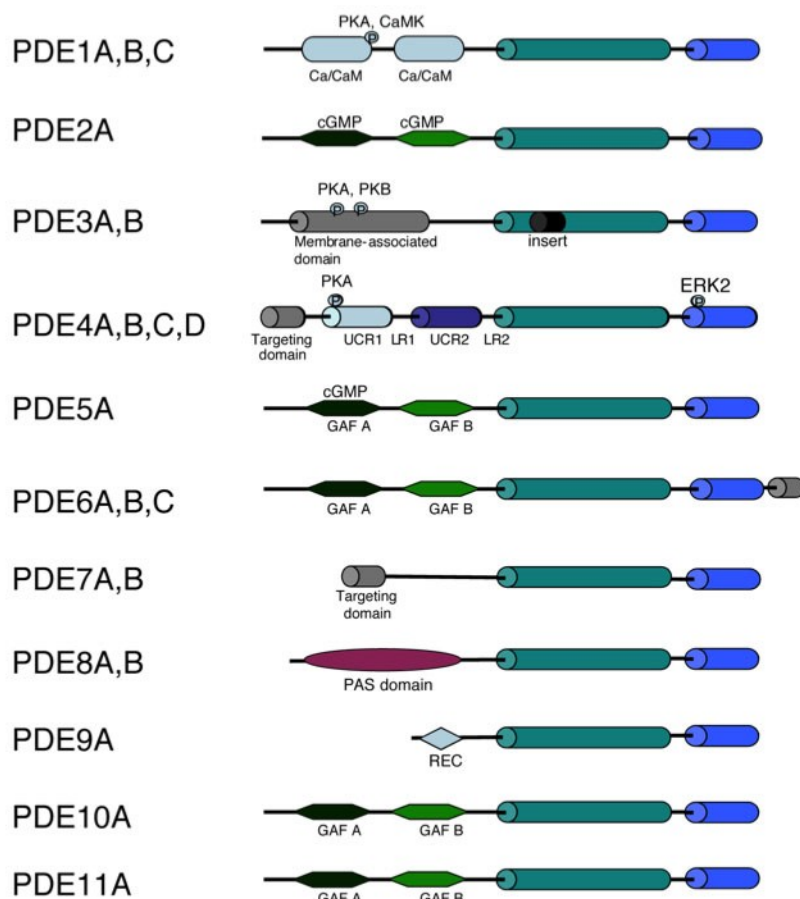 PKA, CaMK
P
PDE1A,B,C
Ca/CaM Ca/CaM
PDE2A
cGMP cGMP
PKA, PKB
P P
PDE3A,B
Membrane-associated
domain
insert
PKA
P
ERK2
P
PDE4A,B,C,D
Targeting
domain
UCR1 LR1 UCR2 LR2
cGMP
PDE5A
GAF A GAF B
PDE6A,B,C
GAF A GAF B
PDE7A,B
Targeting
domain
PDE8A,B
PAS domain
PDE9A
REC
PDE10A
GAF A GAF B
PDE11A
GAF A GAF B